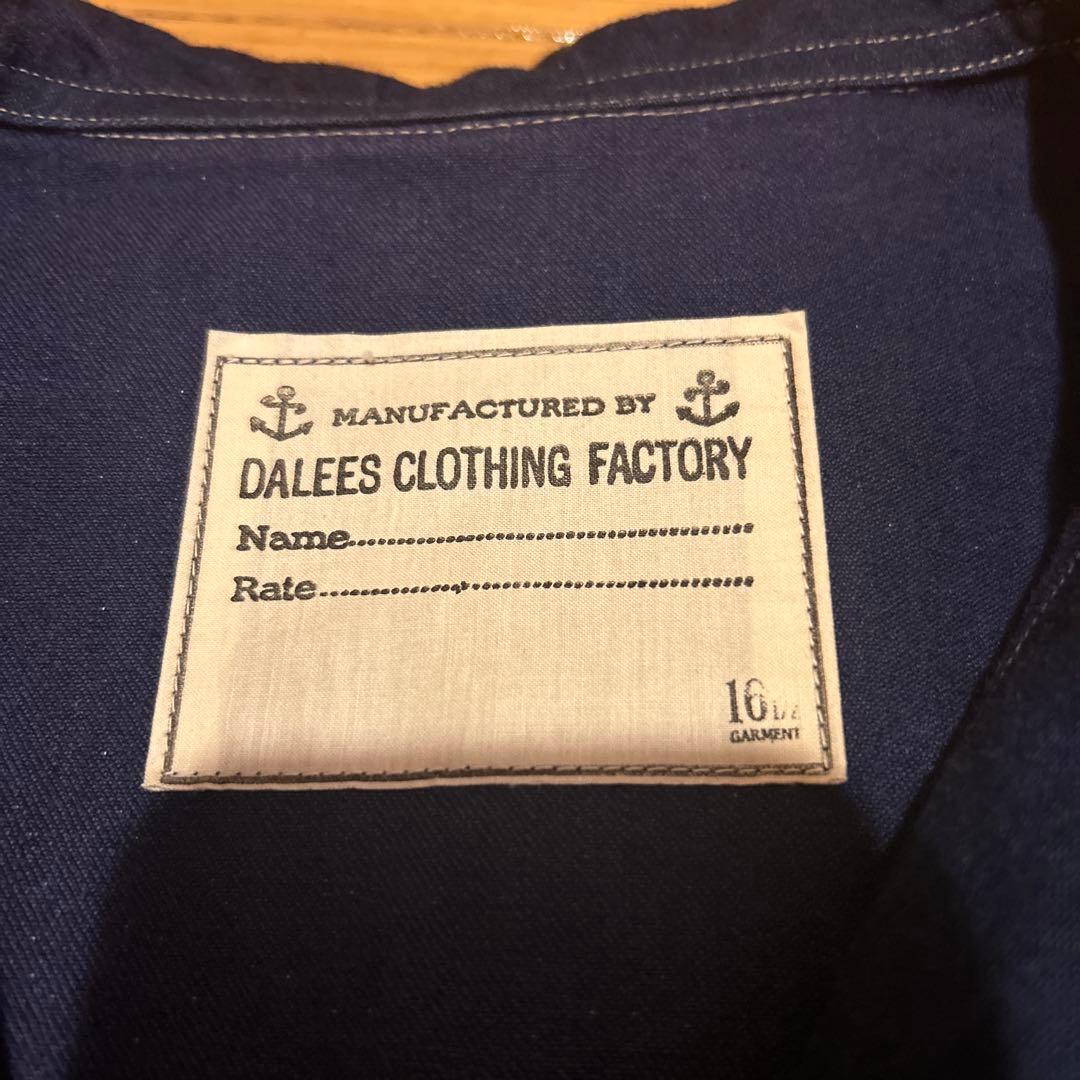 MANUFACTURED BY
DALEES CLOTHING FACTORY
Name..................................................
Rate..................................................
16 1/2
GARMENT